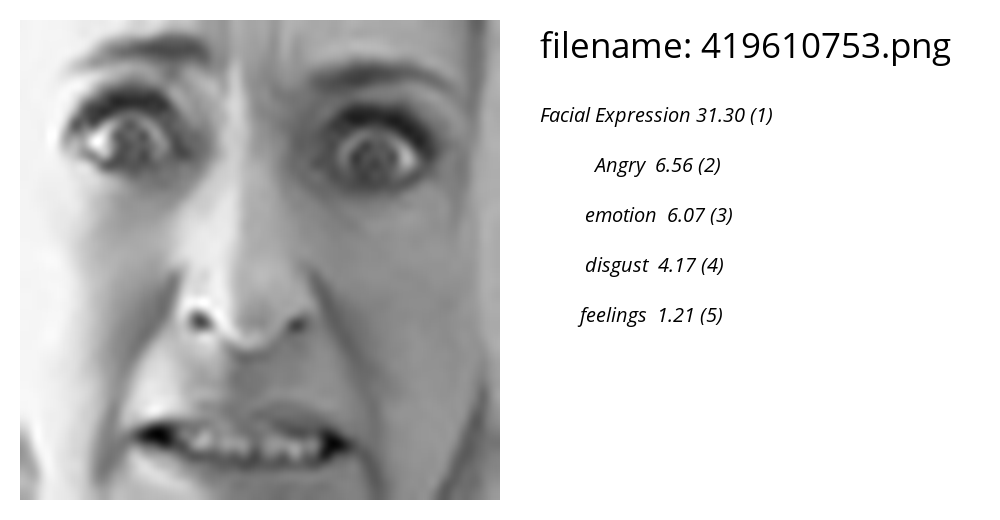 filename: 419610753.png
Facial Expression 31.30 (1)
Angry 6.56 (2)
emotion 6.07 (3)
disgust 4.17 (4)
feelings 1.21 (5)